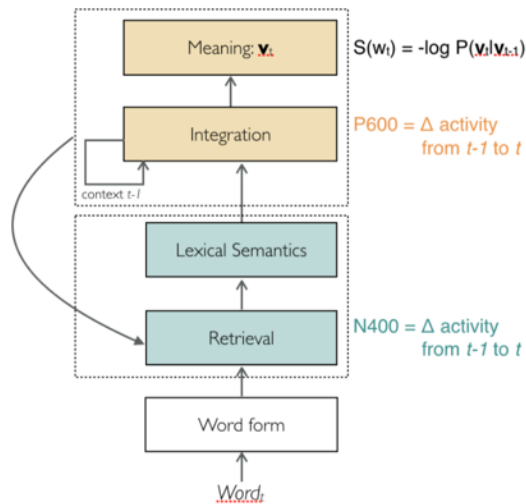 Meaning: vₜ
S(wₜ) = -log P(vₜ|vₜ₋₁)
Integration
P600 = Δ activity
from t-1 to t
context t-1
Lexical Semantics
Retrieval
N400 = Δ activity
from t-1 to t
Word form
Wordₜ